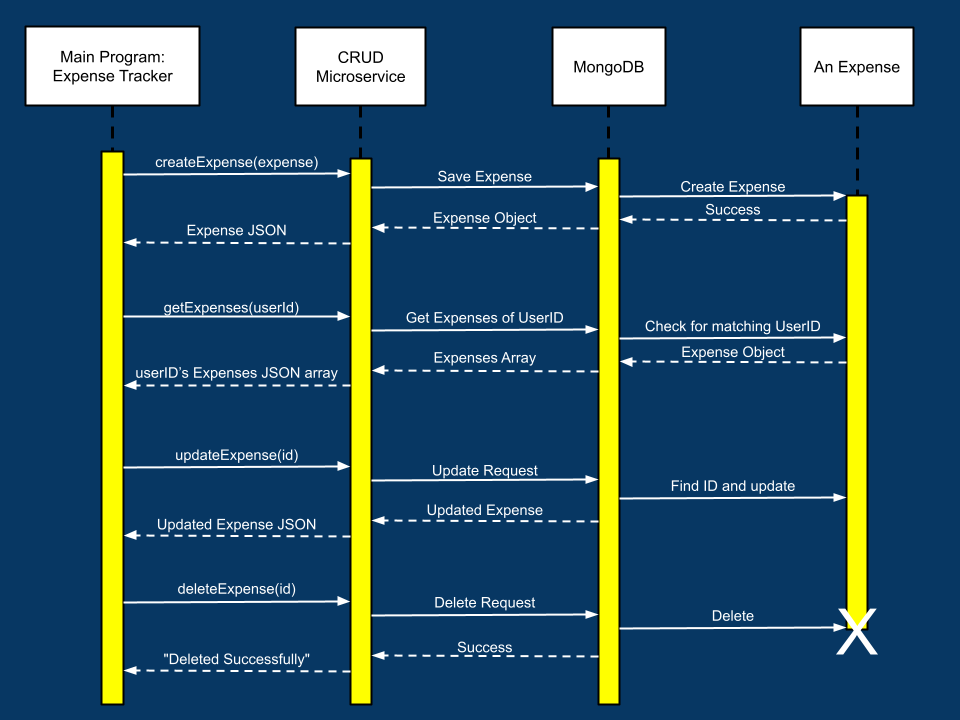 Main Program:
Expense Tracker
CRUD
Microservice
MongoDB
An Expense
createExpense(expense)
Save Expense
Create Expense
Success
Expense Object
Expense JSON
getExpenses(userId)
Get Expenses of UserID
Check for matching UserID
Expense Object
Expenses Array
userID's Expenses JSON array
updateExpense(id)
Update Request
Find ID and update
Updated Expense
Updated Expense JSON
deleteExpense(id)
Delete Request
Delete
X
Success
"Deleted Successfully"